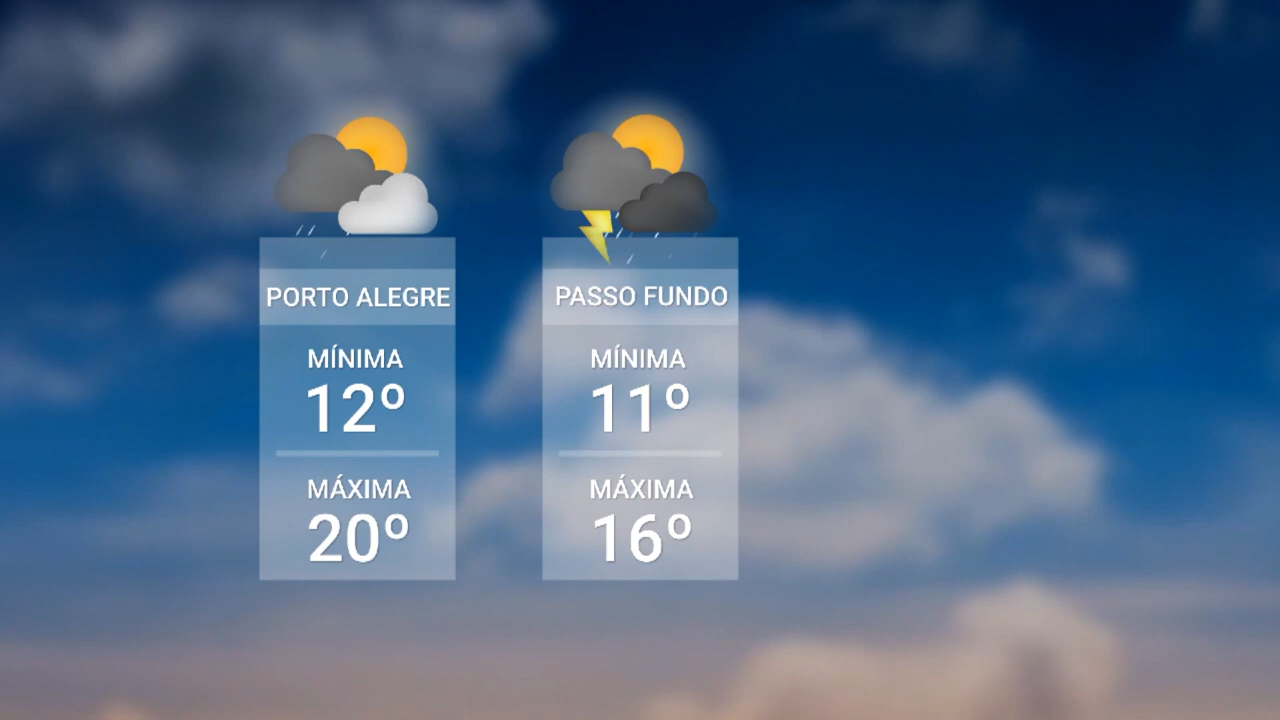 PORTO ALEGRE
MÍNIMA
12º
MÁXIMA
20º
PASSO FUNDO
MÍNIMA
11º
MÁXIMA
16º